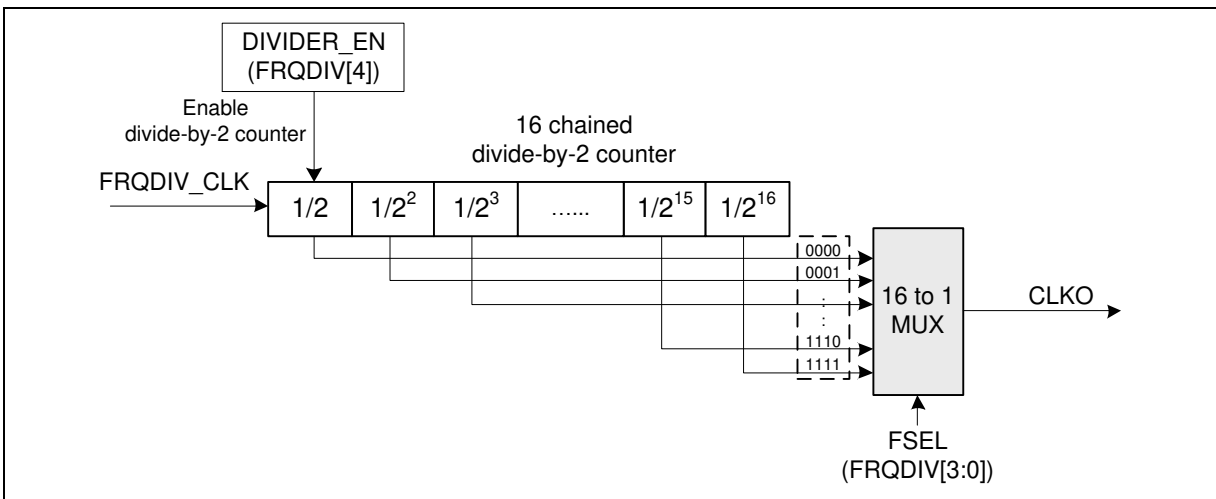 DIVIDER_EN
(FRQDIV[4])
Enable
divide-by-2 counter
16 chained
divide-by-2 counter
FRQDIV_CLK
1/2
1/2²
1/2³
…...
1/2¹⁵
1/2¹⁶
0000
0001
:
:
1110
1111
16 to 1
MUX
CLKO
FSEL
(FRQDIV[3:0])